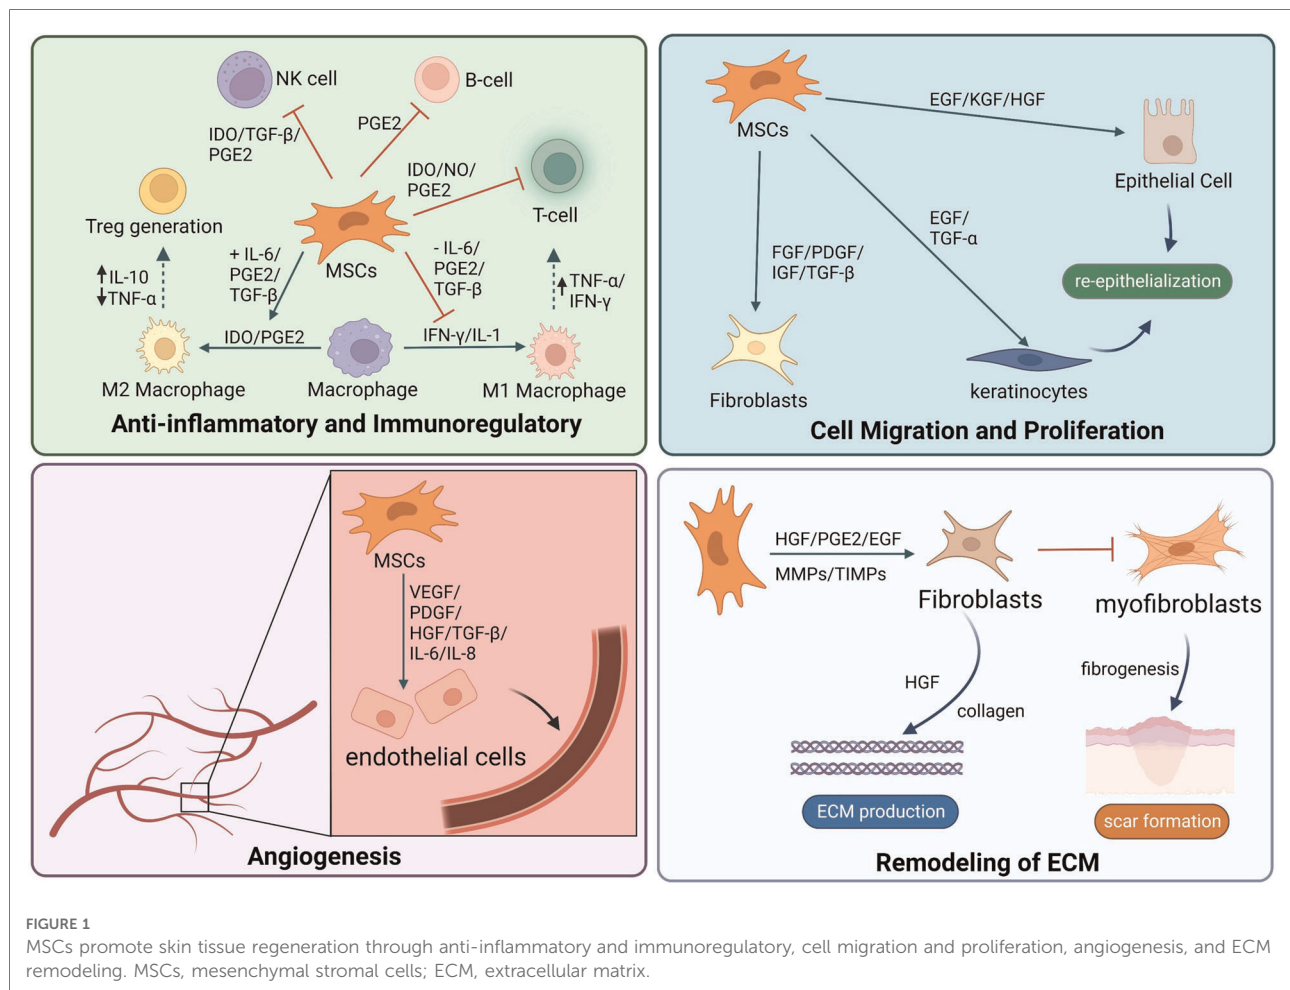 NK cell
B-cell
IDO/TGF-β/
PGE2
PGE2
IDO/NO/
PGE2
Treg generation
T-cell
MSCs
+ IL-6/
PGE2/
TGF-β
- IL-6/
PGE2/
TGF-β
IL-10
TNF-α
TNF-α/
IFN-γ
IDO/PGE2
IFN-γ/IL-1
M2 Macrophage
Macrophage
M1 Macrophage
Anti-inflammatory and Immunoregulatory
MSCs
EGF/KGF/HGF
Epithelial Cell
EGF/
TGF-α
FGF/PDGF/
IGF/TGF-β
re-epithelialization
Fibroblasts
keratinocytes
Cell Migration and Proliferation
MSCs
VEGF/
PDGF/
HGF/TGF-β/
IL-6/IL-8
endothelial cells
Angiogenesis
HGF/PGE2/EGF
MMPs/TIMPs
Fibroblasts
myofibroblasts
HGF
collagen
fibrogenesis
ECM production
scar formation
Remodeling of ECM
FIGURE 1
MSCs promote skin tissue regeneration through anti-inflammatory and immunoregulatory, cell migration and proliferation, angiogenesis, and ECM
remodeling. MSCs, mesenchymal stromal cells; ECM, extracellular matrix.